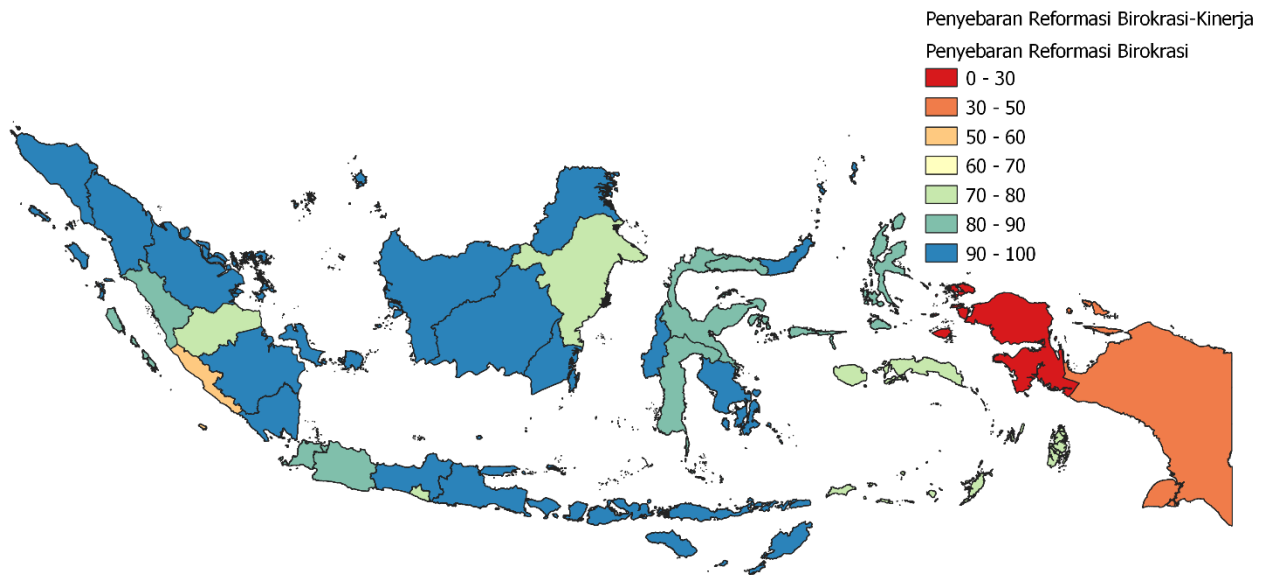 Penyebaran Reformasi Birokrasi-Kinerja
Penyebaran Reformasi Birokrasi
0 - 30
30 - 50
50 - 60
60 - 70
70 - 80
80 - 90
90 - 100